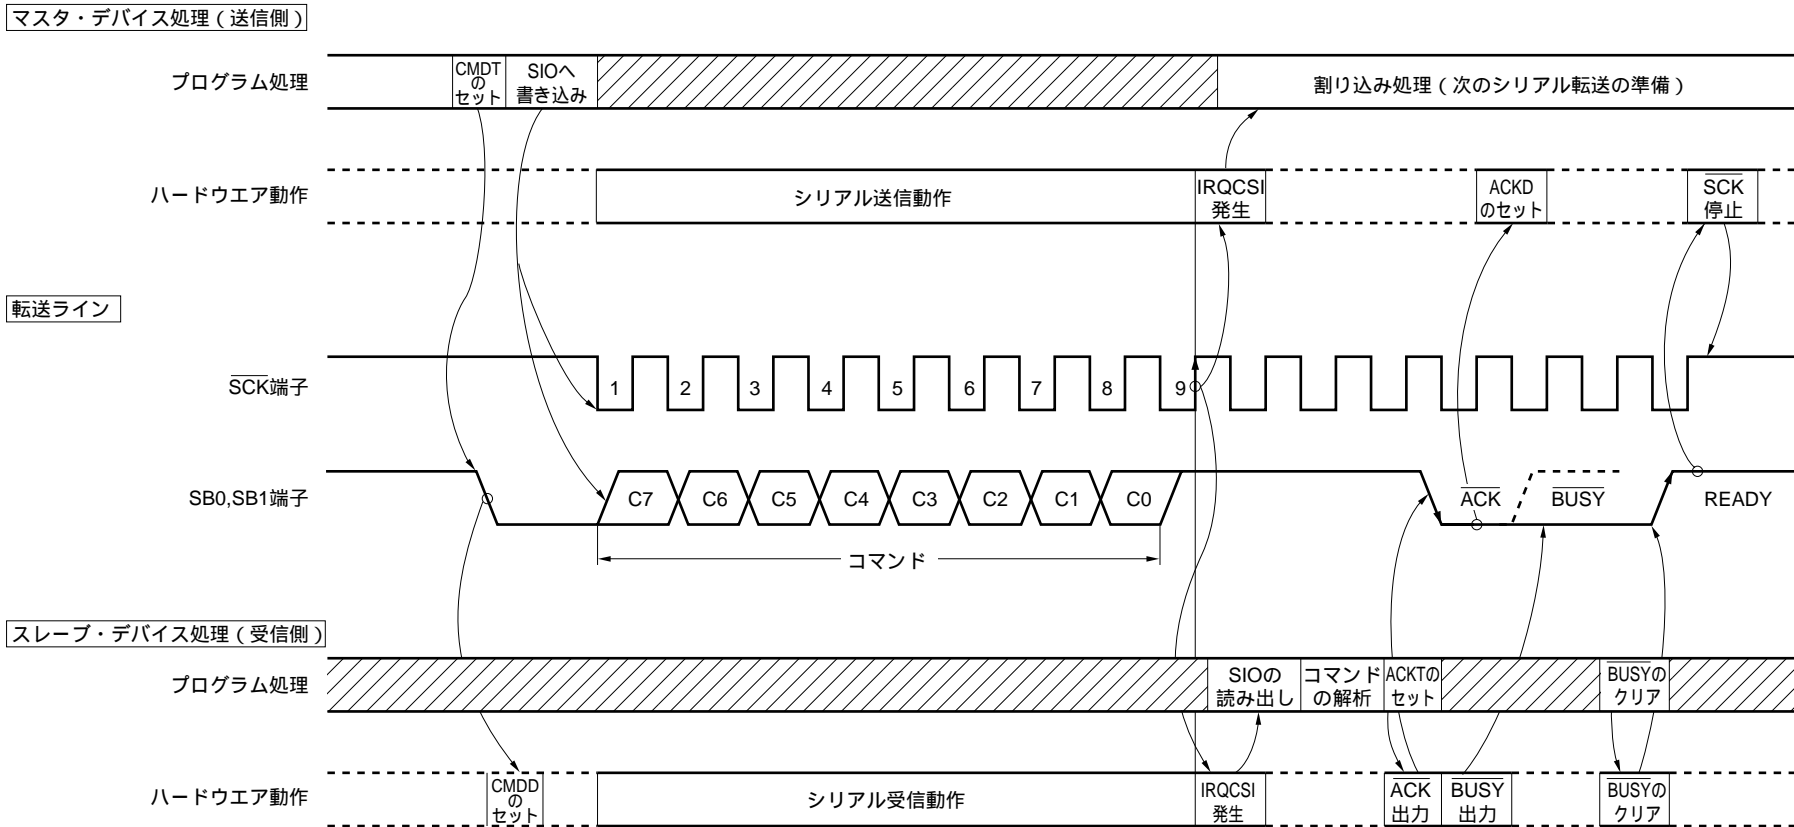 マスタ・デバイス処理（送信側）
プログラム処理
CMDT
の
セット
SIOへ
書き込み
割り込み処理（次のシリアル転送の準備）
ハードウエア動作
シリアル送信動作
IRQCSI
発生
ACKD
のセット
SCK
停止
転送ライン
SCK端子
1 2 3 4 5 6 7 8 9
SB0,SB1端子
C7 C6 C5 C4 C3 C2 C1 C0
ACK
BUSY
READY
コマンド
スレーブ・デバイス処理（受信側）
プログラム処理
SIOの
読み出し
コマンド
の解析
ACKTの
セット
BUSYの
クリア
ハードウエア動作
CMDD
の
セット
シリアル受信動作
IRQCSI
発生
ACK
出力
BUSY
出力
BUSYの
クリア